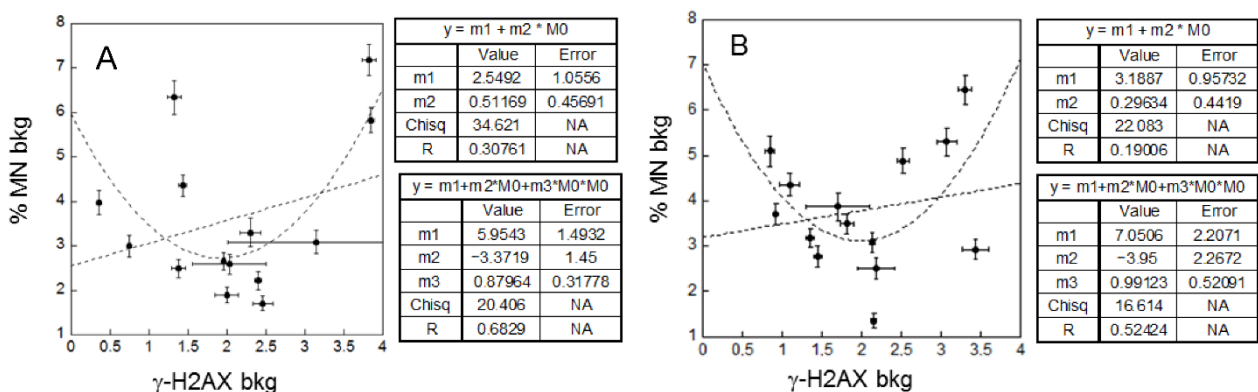 A
8
7
6
5
4
3
2
1
% MN bkg
0 0.5 1 1.5 2 2.5 3 3.5 4
γ-H2AX bkg
y = m1 + m2 * M0
Value Error
m1 2.5492 1.0556
m2 0.51169 0.45691
Chisq 34.621 NA
R 0.30761 NA
y = m1+m2*M0+m3*M0*M0
Value Error
m1 5.9543 1.4932
m2 −3.3719 1.45
m3 0.87964 0.31778
Chisq 20.406 NA
R 0.6829 NA
B
8
7
6
5
4
3
2
1
% MN bkg
0 0.5 1 1.5 2 2.5 3 3.5 4
γ-H2AX bkg
y = m1 + m2 * M0
Value Error
m1 3.1887 0.95732
m2 0.29634 0.4419
Chisq 22.083 NA
R 0.19006 NA
y = m1+m2*M0+m3*M0*M0
Value Error
m1 7.0506 2.2071
m2 −3.95 2.2672
m3 0.99123 0.52091
Chisq 16.614 NA
R 0.52424 NA